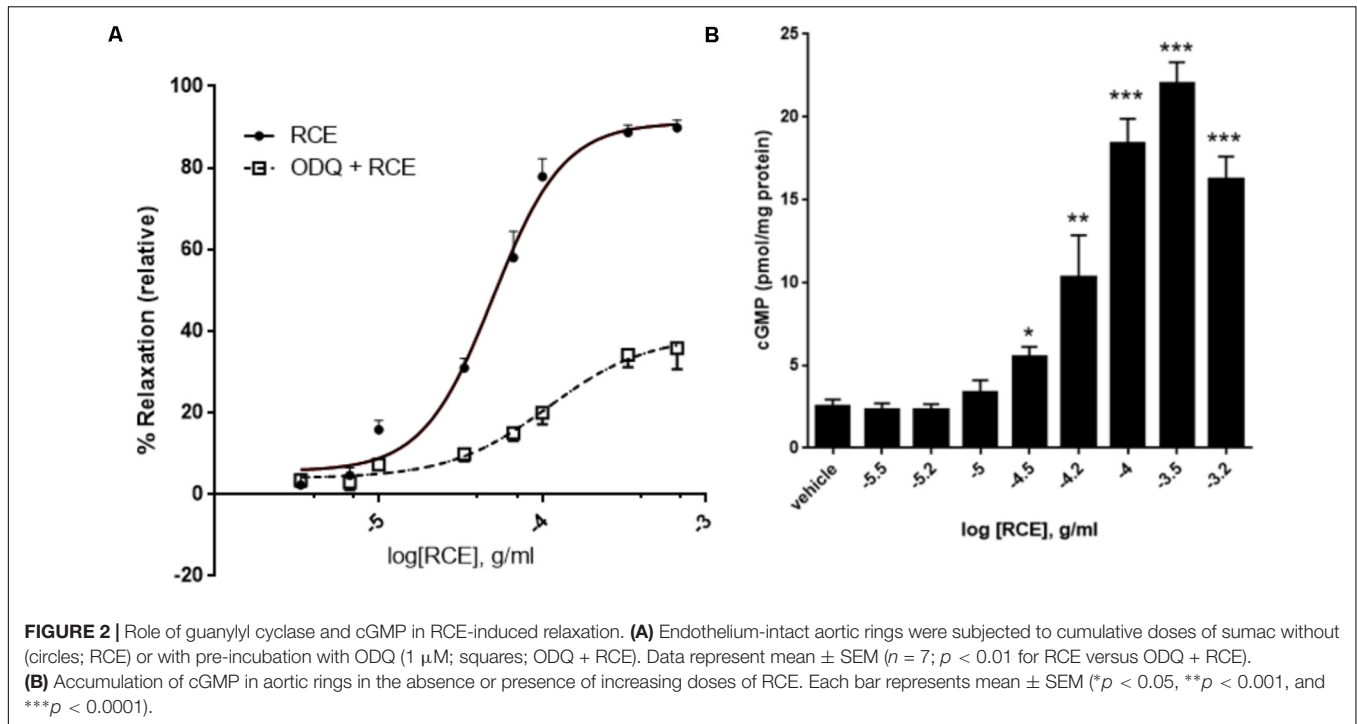 A
% Relaxation (relative)
100
80
60
40
20
0
-20
RCE
ODQ + RCE
-5
-4
-3
log[RCE], g/ml
B
cGMP (pmol/mg protein)
25
20
15
10
5
0
*
**
***
***
***
vehicle
-5.5
-5.2
-5
-4.5
-4.2
-4
-3.5
-3.2
log [RCE], g/ml
FIGURE 2 | Role of guanylyl cyclase and cGMP in RCE-induced relaxation. (A) Endothelium-intact aortic rings were subjected to cumulative doses of sumac without
(circles; RCE) or with pre-incubation with ODQ (1 μM; squares; ODQ + RCE). Data represent mean ± SEM (n = 7; p < 0.01 for RCE versus ODQ + RCE).
(B) Accumulation of cGMP in aortic rings in the absence or presence of increasing doses of RCE. Each bar represents mean ± SEM (*p < 0.05, **p < 0.001, and
***p < 0.0001).